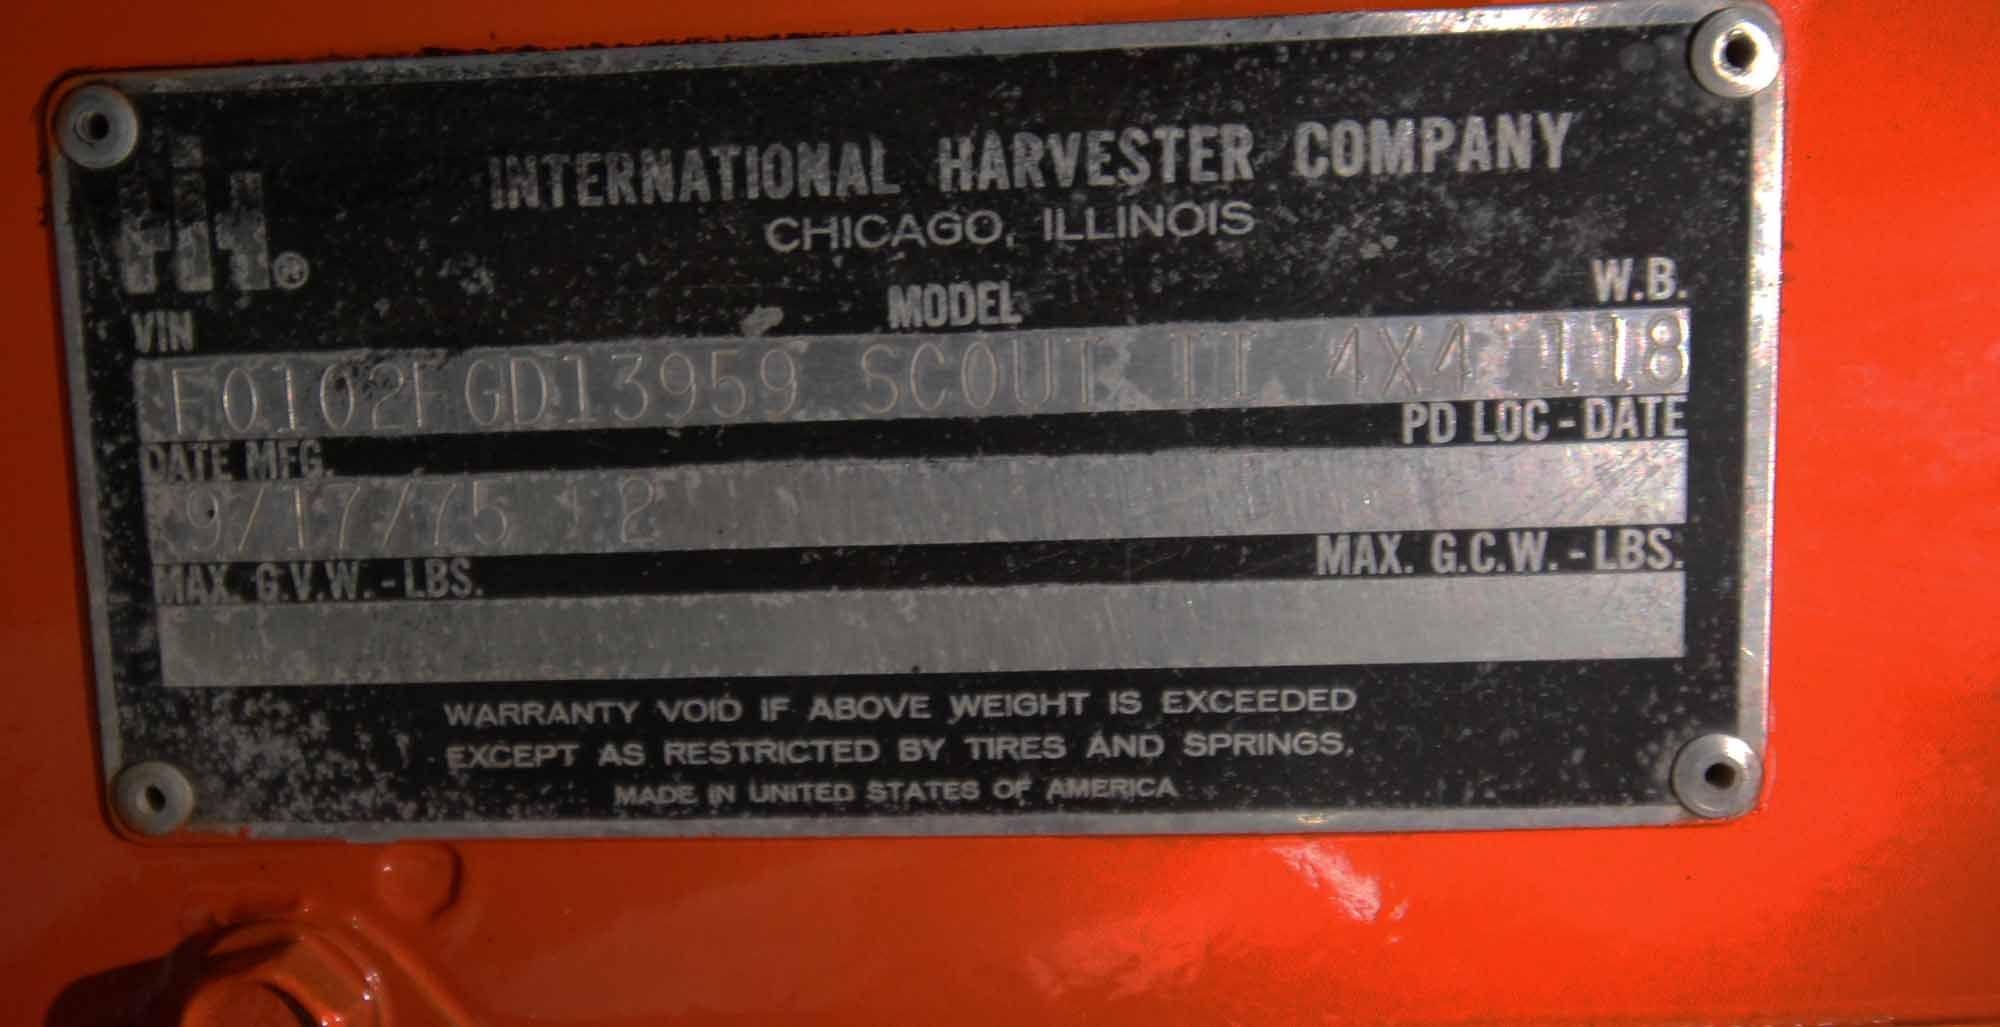 IH®
INTERNATIONAL HARVESTER COMPANY
CHICAGO, ILLINOIS
VIN MODEL W.B.
F0102FGD13959 SCOUT II 4X4 118
DATE MFG. PD LOC - DATE
9/17/75 2
MAX. G.V.W. - LBS. MAX. G.C.W. - LBS.
WARRANTY VOID IF ABOVE WEIGHT IS EXCEEDED
EXCEPT AS RESTRICTED BY TIRES AND SPRINGS.
MADE IN UNITED STATES OF AMERICA